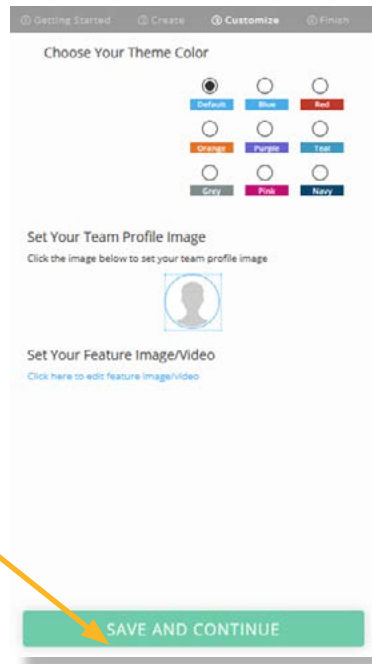 ① Getting Started ② Create ③ Customize ④ Finish
Choose Your Theme Color
Default Blue Red
Orange Purple Teal
Grey Pink Navy
Set Your Team Profile Image
Click the image below to set your team profile image
Set Your Feature Image/Video
Click here to edit feature image/video
SAVE AND CONTINUE